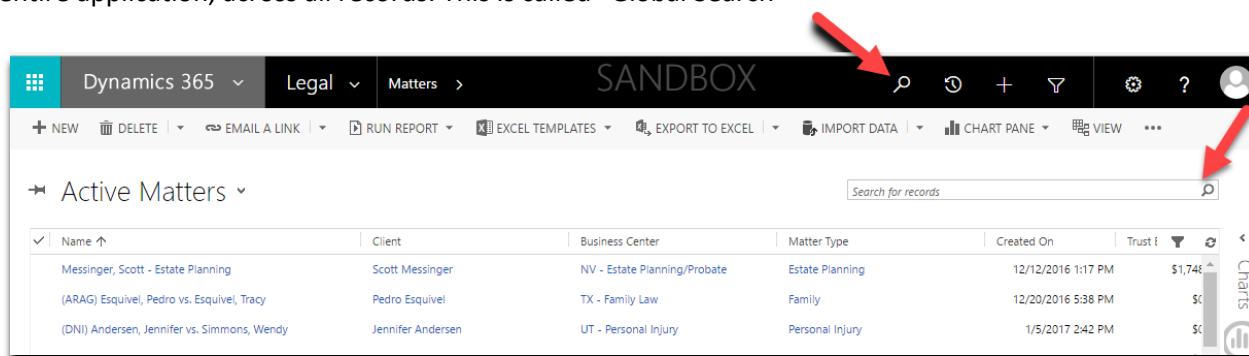 entire application, across all records. This is called "Global Search"
Dynamics 365 Legal Matters > SANDBOX ?
NEW DELETE EMAIL A LINK RUN REPORT EXCEL TEMPLATES EXPORT TO EXCEL IMPORT DATA CHART PANE VIEW ...
Active Matters
Search for records
Name Client Business Center Matter Type Created On Trust
Messinger, Scott - Estate Planning Scott Messinger NV - Estate Planning/Probate Estate Planning 12/12/2016 1:17 PM $1,748
(ARAG) Esquivel, Pedro vs. Esquivel, Tracy Pedro Esquivel TX - Family Law Family 12/20/2016 5:38 PM
(DNI) Andersen, Jennifer vs. Simmons, Wendy Jennifer Andersen UT - Personal Injury Personal Injury 1/5/2017 2:42 PM
Charts